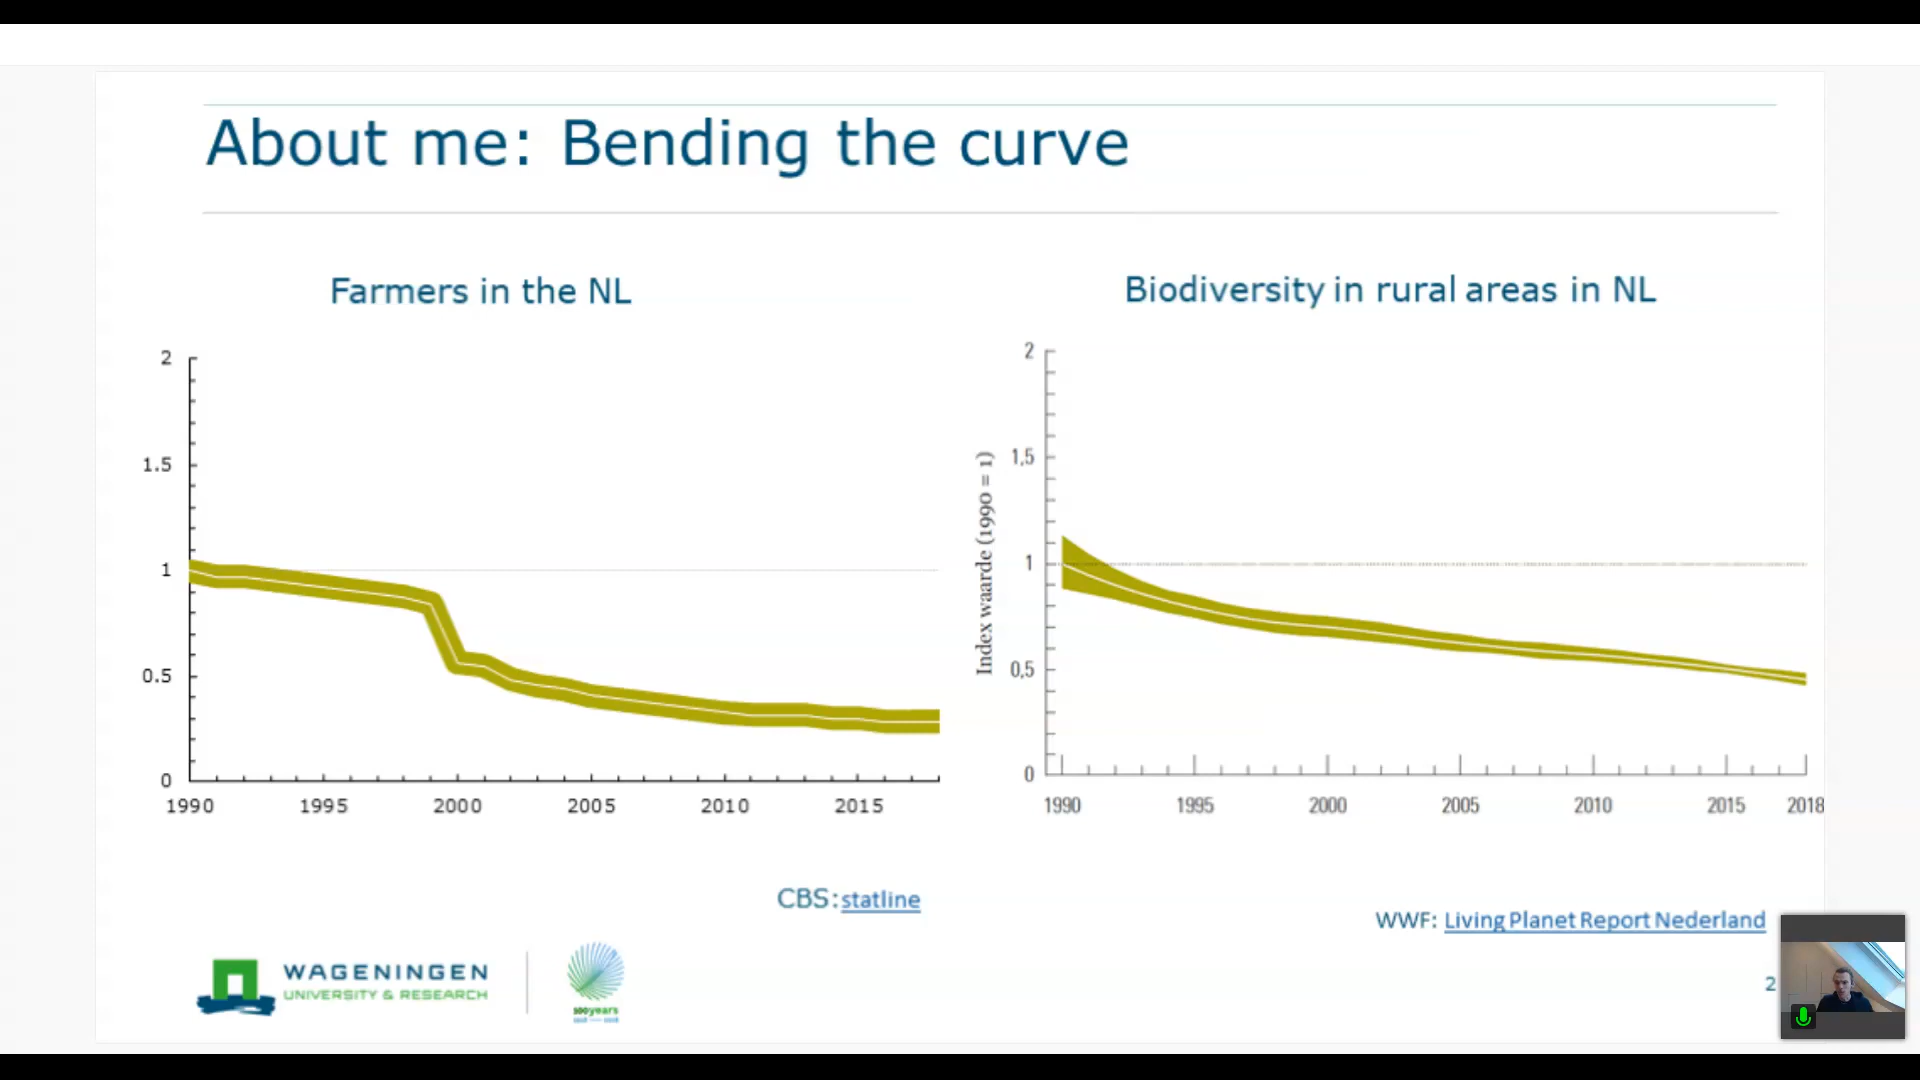 About me: Bending the curve
Farmers in the NL
2
1.5
1
0.5
0
1990 1995 2000 2005 2010 2015
CBS: statline
Biodiversity in rural areas in NL
Index waarde (1990 = 1)
2
1,5
1
0,5
0
1990 1995 2000 2005 2010 2015 2018
WWF: Living Planet Report Nederland
WAGENINGEN
UNIVERSITY & RESEARCH
100years
2